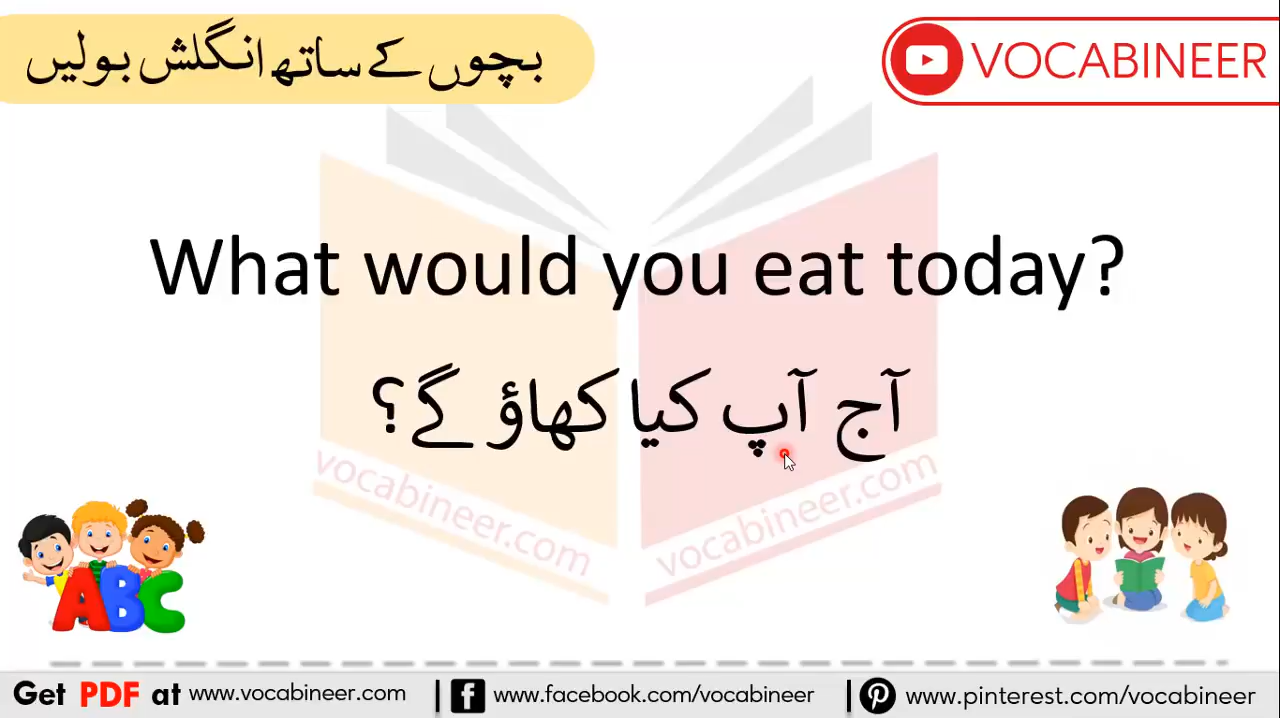 بچوں کے ساتھ انگلش بولیں
VOCABINEER
What would you eat today?
آج آپ کیا کھاؤ گے؟
vocabineer.com
vocabineer.com
ABC
Get PDF at www.vocabineer.com
www.facebook.com/vocabineer
www.pinterest.com/vocabineer